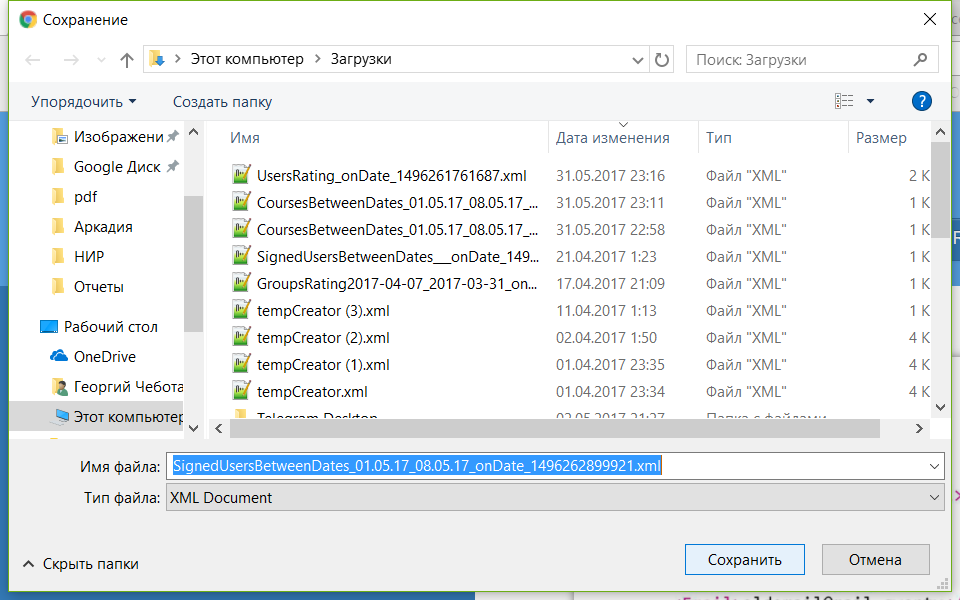 Сохранение
Этот компьютер > Загрузки
Поиск: Загрузки
Упорядочить
Создать папку
?
Изображени
Google Диск
pdf
Аркадия
НИР
Отчеты
Рабочий стол
OneDrive
Георгий Чебота
Этот компьютер
Имя Дата изменения Тип Размер
UsersRating_onDate_1496261761687.xml 31.05.2017 23:16 Файл "XML" 2 К
CoursesBetweenDates_01.05.17_08.05.17_... 31.05.2017 23:11 Файл "XML" 1 К
CoursesBetweenDates_01.05.17_08.05.17_... 31.05.2017 22:58 Файл "XML" 1 К
SignedUsersBetweenDates___onDate_149... 21.04.2017 1:23 Файл "XML" 1 К
GroupsRating2017-04-07_2017-03-31_on... 17.04.2017 21:09 Файл "XML" 1 К
tempCreator (3).xml 11.04.2017 1:13 Файл "XML" 1 К
tempCreator (2).xml 02.04.2017 1:50 Файл "XML" 4 К
tempCreator (1).xml 01.04.2017 23:35 Файл "XML" 4 К
tempCreator.xml 01.04.2017 23:34 Файл "XML" 4 К
Telegram Desktop 02.05.2017 21:27 Папка с файлами
Имя файла: SignedUsersBetweenDates_01.05.17_08.05.17_onDate_1496262899921.xml
Тип файла: XML Document
Скрыть папки
Сохранить
Отмена